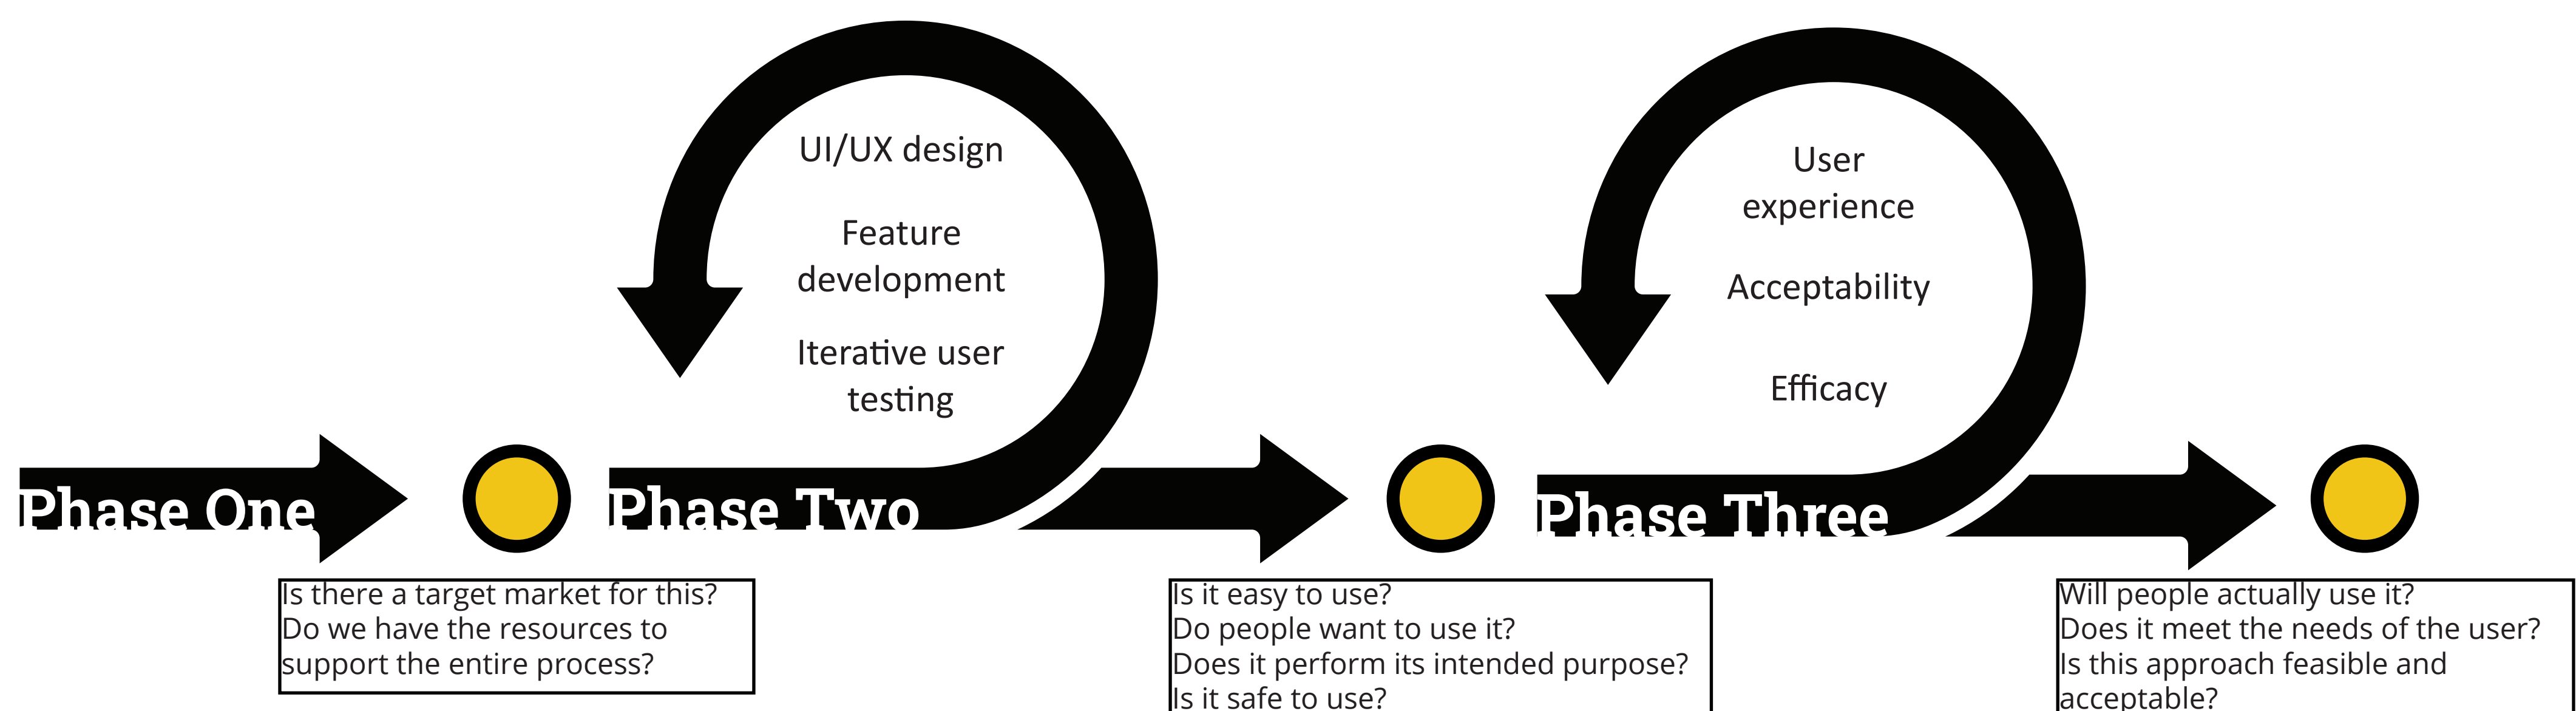 UI/UX design
Feature
development
Iterative user
testing
User
experience
Acceptability
Efficacy
Phase One
Phase Two
Phase Three
Is there a target market for this?
Do we have the resources to
support the entire process?
Is it easy to use?
Do people want to use it?
Does it perform its intended purpose?
Is it safe to use?
Will people actually use it?
Does it meet the needs of the user?
Is this approach feasible and
acceptable?